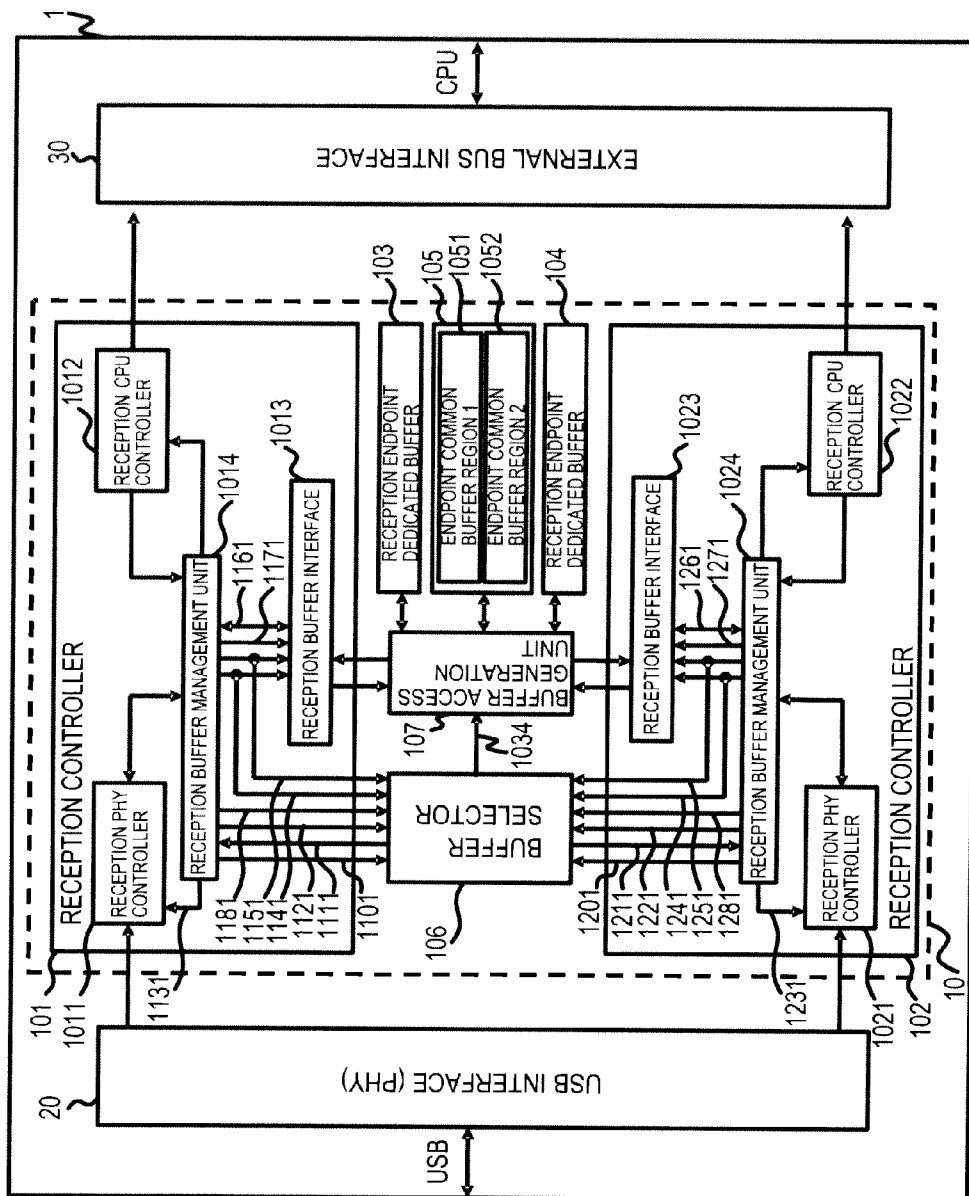 1
USB
20
USB INTERFACE (PHY)
30
EXTERNAL BUS INTERFACE
CPU
10
101
RECEPTION CONTROLLER
1011
RECEPTION PHY
CONTROLLER
1131
1012
RECEPTION CPU
CONTROLLER
1014
RECEPTION BUFFER MANAGEMENT UNIT
1161
1171
1013
RECEPTION BUFFER INTERFACE
1181
1151
1141
1121
1111
1101
103
RECEPTION ENDPOINT
DEDICATED BUFFER
105
1051
ENDPOINT COMMON
BUFFER REGION 1
1052
ENDPOINT COMMON
BUFFER REGION 2
104
RECEPTION ENDPOINT
DEDICATED BUFFER
BUFFER ACCESS
GENERATION
UNIT
107
1034
BUFFER
SELECTOR
106
1201
1211
1221
1241
1251
1281
1023
RECEPTION BUFFER INTERFACE
1261
1271
1024
RECEPTION BUFFER MANAGEMENT UNIT
1022
RECEPTION CPU
CONTROLLER
1231
RECEPTION PHY
CONTROLLER
1021
RECEPTION CONTROLLER
102